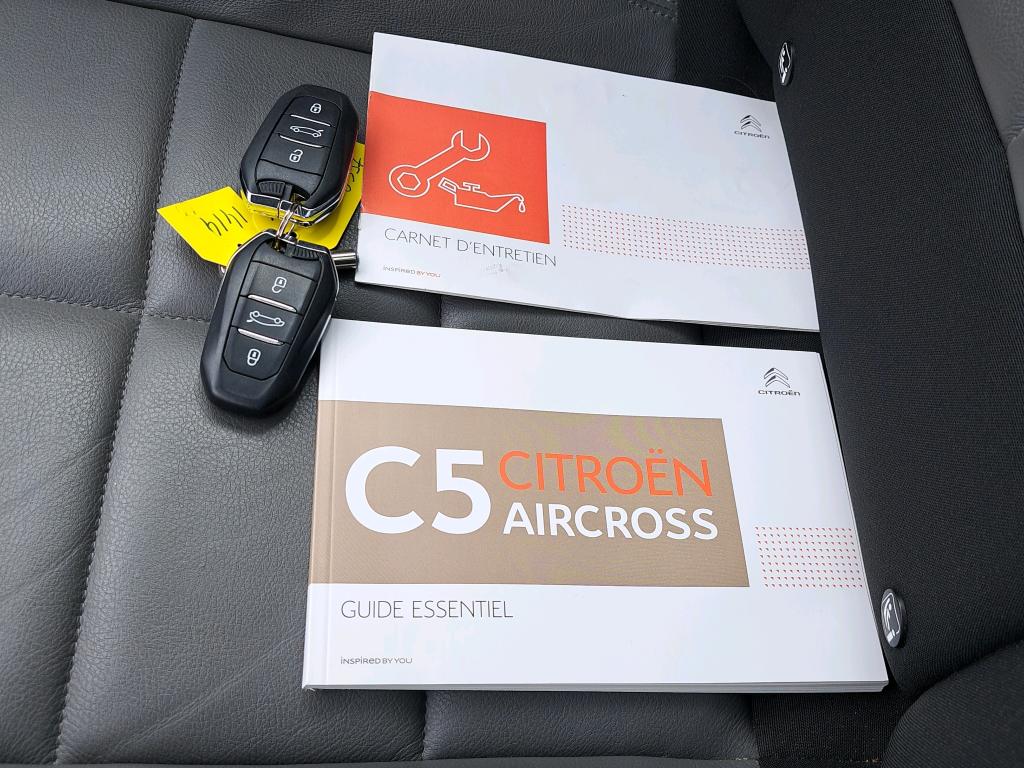 CITROËN
CARNET D'ENTRETIEN
INSPIRED BY YOU
CITROËN
C5 CITROËN
AIRCROSS
GUIDE ESSENTIEL
INSPIRED BY YOU